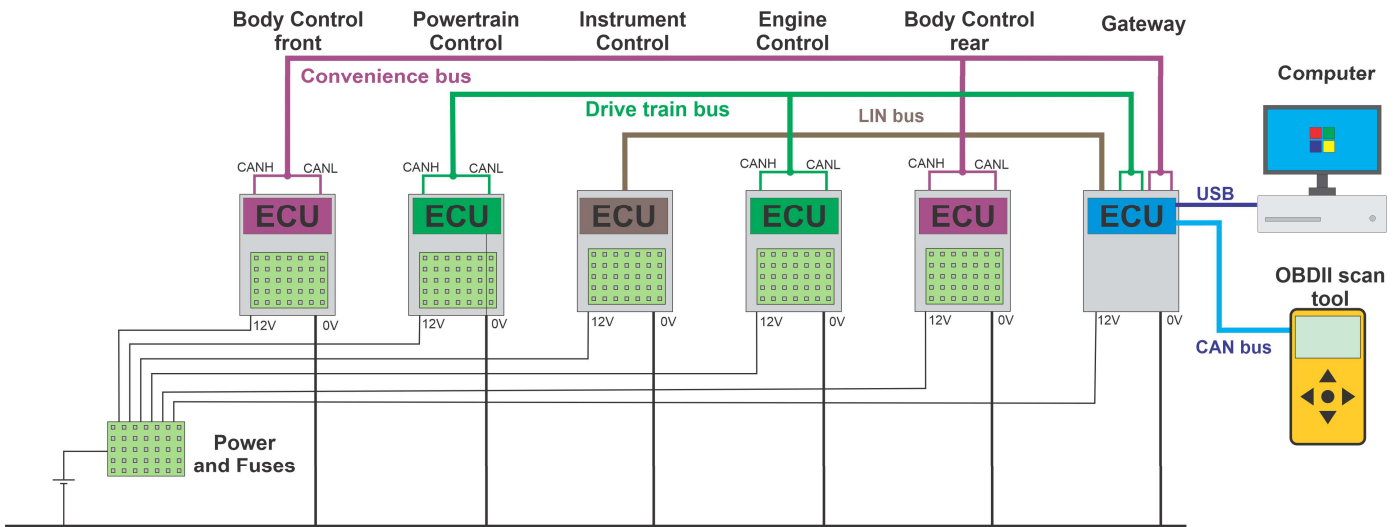 Body Control
front
Powertrain
Control
Instrument
Control
Engine
Control
Body Control
rear
Gateway
Convenience bus
Computer
Drive train bus
LIN bus
CANH
CANL
CANH
CANL
CANH
CANL
CANH
CANL
ECU
ECU
ECU
ECU
ECU
ECU
USB
OBDII scan
tool
12V
0V
12V
0V
12V
0V
12V
0V
12V
0V
12V
0V
CAN bus
Power
and Fuses